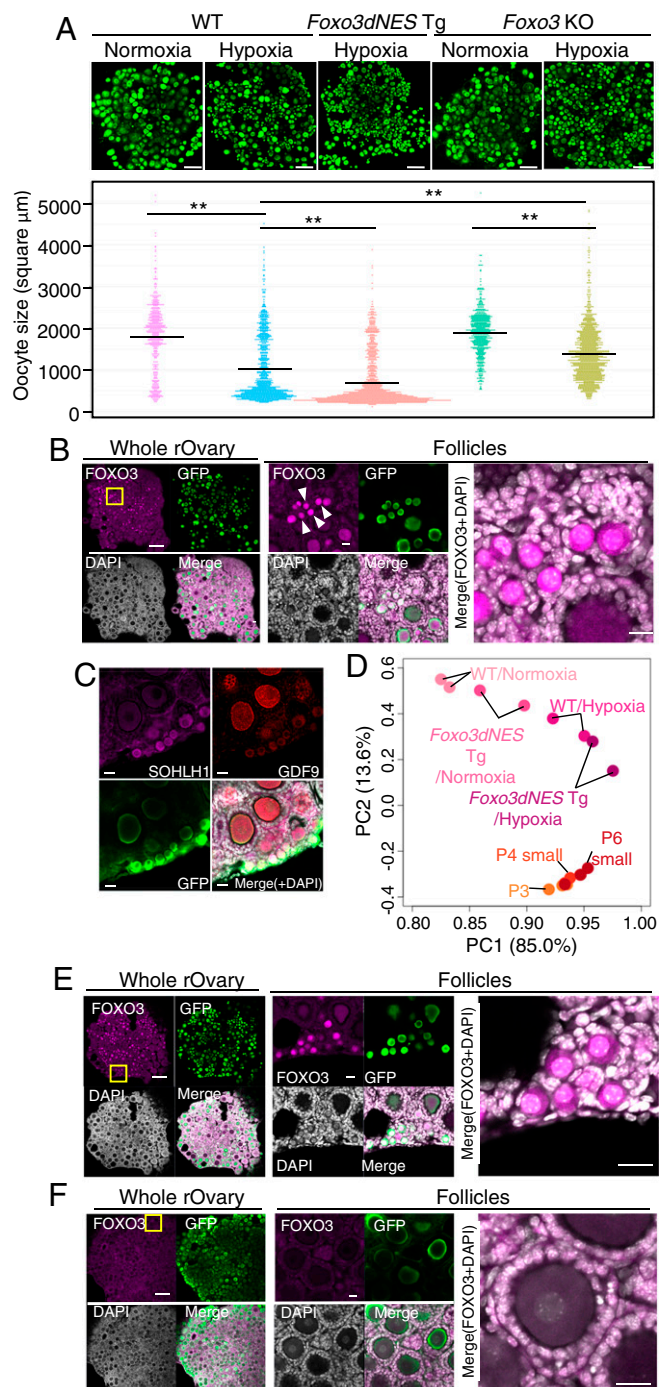 A
WT
Foxo3dNES Tg
Foxo3 KO
Normoxia
Hypoxia
Hypoxia
Normoxia
Hypoxia
Oocyte size (square μm)
5000
4000
3000
2000
1000
0
**
**
**
**
B
Whole rOvary
Follicles
FOXO3
GFP
FOXO3
GFP
DAPI
Merge
DAPI
Merge
Merge(FOXO3+DAPI)
C
SOHLH1
GDF9
GFP
Merge(+DAPI)
D
PC2 (13.6%)
0.6
0.4
0.2
0.0
-0.2
-0.4
WT/Normoxia
WT/Hypoxia
Foxo3dNES
Tg
/Normoxia
Foxo3dNES Tg
/Hypoxia
P6
small
P4 small
P3
0.80
0.85
0.90
0.95
1.00
PC1 (85.0%)
E
Whole rOvary
Follicles
FOXO3
GFP
DAPI
Merge
FOXO3
GFP
DAPI
Merge
Merge(FOXO3+DAPI)
F
Whole rOvary
Follicles
FOXO3
GFP
FOXO3
GFP
DAPI
Merge
DAPI
Merge
Merge(FOXO3+DAPI)